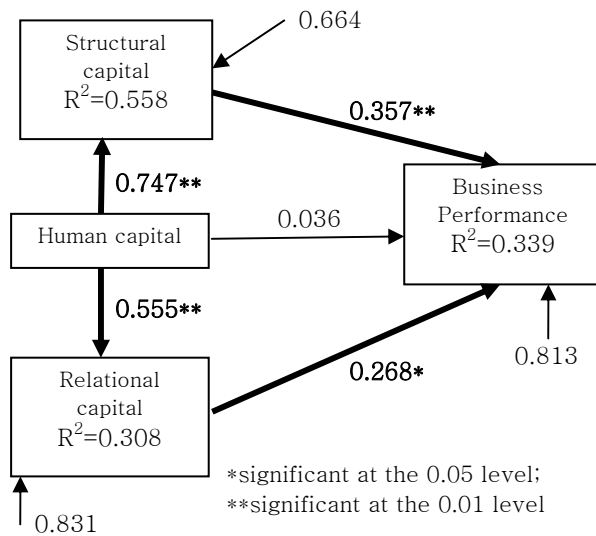 0.664
Structural
capital
R²=0.558
0.357**
0.747**
Business
Performance
R²=0.339
Human capital
0.036
0.555**
0.813
Relational
capital
R²=0.308
0.268*
*significant at the 0.05 level;
**significant at the 0.01 level
0.831